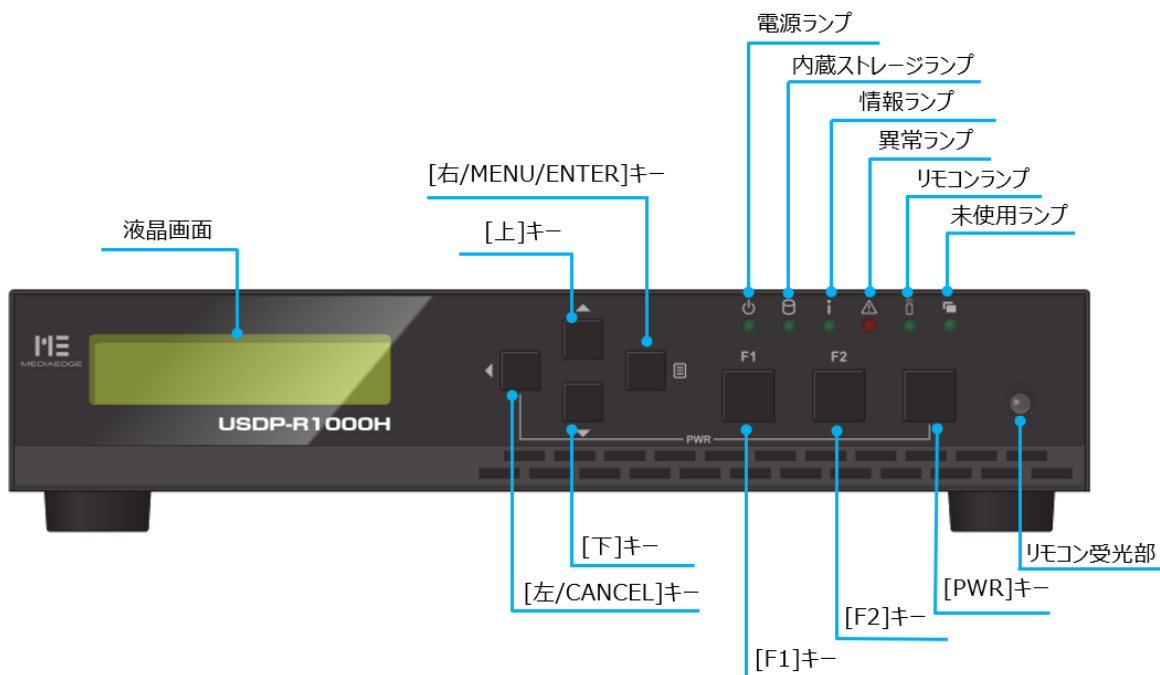 電源ランプ
内蔵ストレージランプ
情報ランプ
異常ランプ
リモコンランプ
未使用ランプ
[右/MENU/ENTER]キー
[上]キー
液晶画面
ME
MEDIAEDGE
USDP-R1000H
F1
F2
PWR
[下]キー
[左/CANCEL]キー
リモコン受光部
[PWR]キー
[F2]キー
[F1]キー